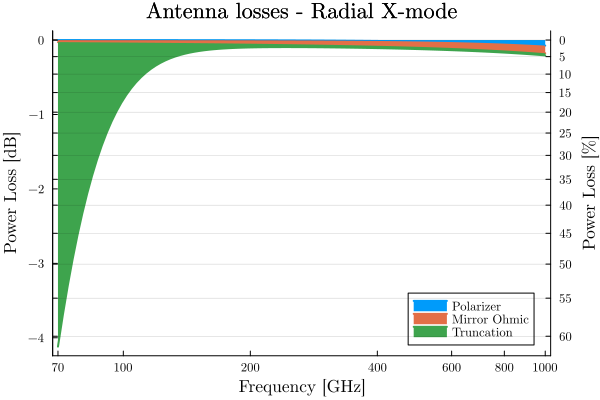 Antenna losses - Radial X-mode
Power Loss [dB]
0
−1
−2
−3
−4
0
5
10
15
20
25
30
35
40
45
50
55
60
Power Loss [%]
Polarizer
Mirror Ohmic
Truncation
70 100 200 400 600 800 1000
Frequency [GHz]